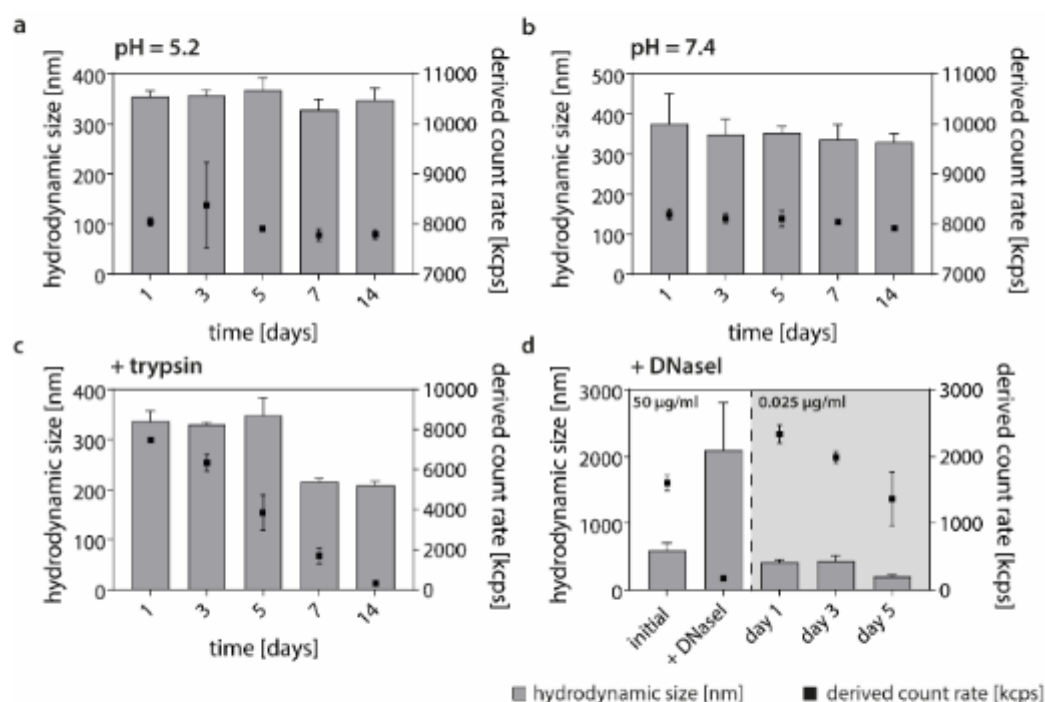 a
pH = 5.2
hydrodynamic size [nm]
400
300
200
100
0
11000
10000
9000
8000
7000
derived count rate [kcps]
1 3 5 7 14
time [days]
b
pH = 7.4
hydrodynamic size [nm]
500
400
300
200
100
0
11000
10000
9000
8000
7000
derived count rate [kcps]
1 3 5 7 14
time [days]
c
+ trypsin
hydrodynamic size [nm]
400
300
200
100
0
10000
8000
6000
4000
2000
0
derived count rate [kcps]
1 3 5 7 14
time [days]
d
+ DNaseI
50 µg/ml 0.025 µg/ml
hydrodynamic size [nm]
3000
2000
1000
0
3000
2000
1000
0
derived count rate [kcps]
initial + DNaseI day 1 day 3 day 5
hydrodynamic size [nm] derived count rate [kcps]